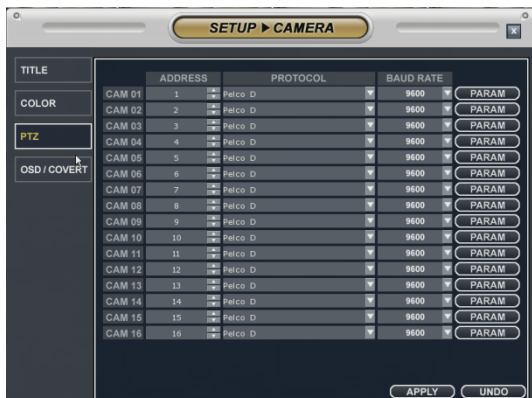 SETUP ▶ CAMERA
X
TITLE
COLOR
PTZ
OSD / COVERT
ADDRESS PROTOCOL BAUD RATE
CAM 01 1 Pelco D 9600 PARAM
CAM 02 2 Pelco D 9600 PARAM
CAM 03 3 Pelco D 9600 PARAM
CAM 04 4 Pelco D 9600 PARAM
CAM 05 5 Pelco D 9600 PARAM
CAM 06 6 Pelco D 9600 PARAM
CAM 07 7 Pelco D 9600 PARAM
CAM 08 8 Pelco D 9600 PARAM
CAM 09 9 Pelco D 9600 PARAM
CAM 10 10 Pelco D 9600 PARAM
CAM 11 11 Pelco D 9600 PARAM
CAM 12 12 Pelco D 9600 PARAM
CAM 13 13 Pelco D 9600 PARAM
CAM 14 14 Pelco D 9600 PARAM
CAM 15 15 Pelco D 9600 PARAM
CAM 16 16 Pelco D 9600 PARAM
APPLY UNDO